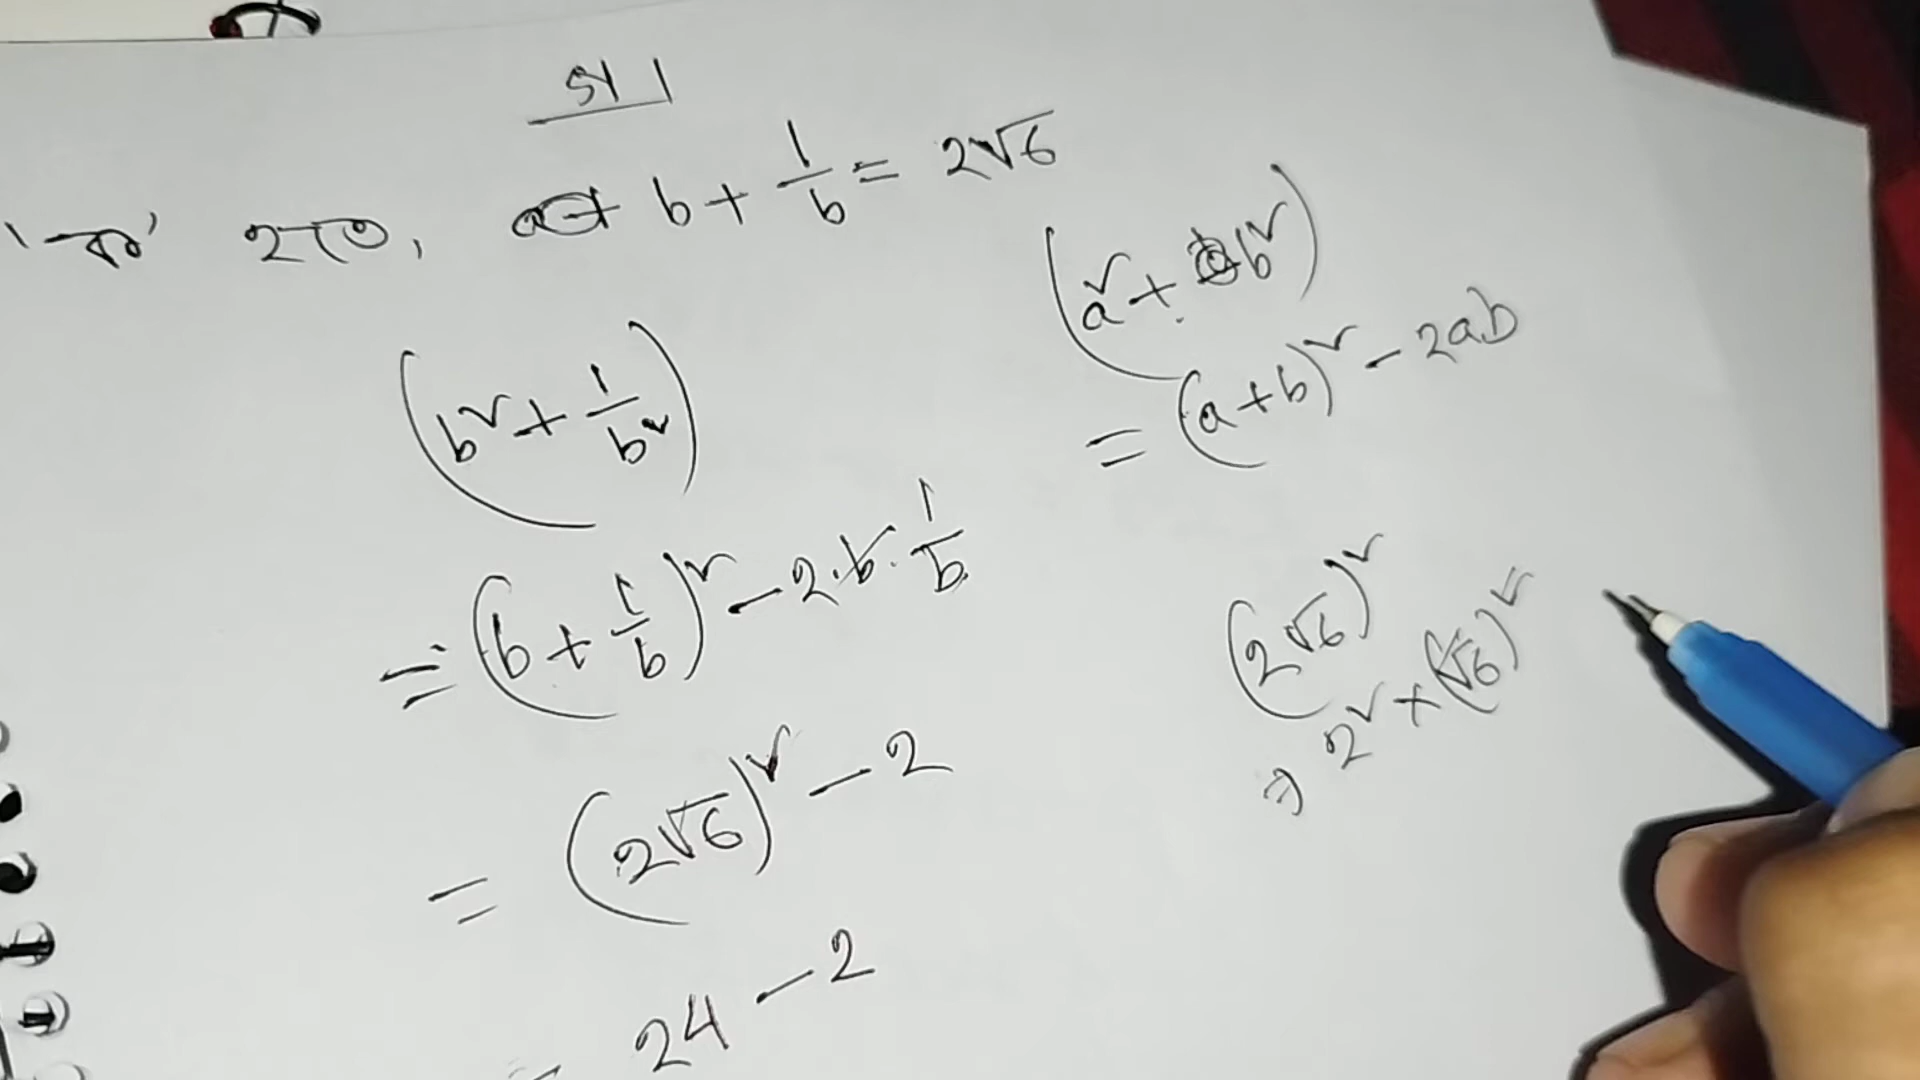 গ।
'ক' হতে, b + 1/b = 2√6
(b² + 1/b²)
= (b + 1/b)² - 2.b.1/b
= (2√6)² - 2
= 24 - 2
(a² + b²)
= (a+b)² - 2ab
(2√6)²
⇒ 2² × (√6)²